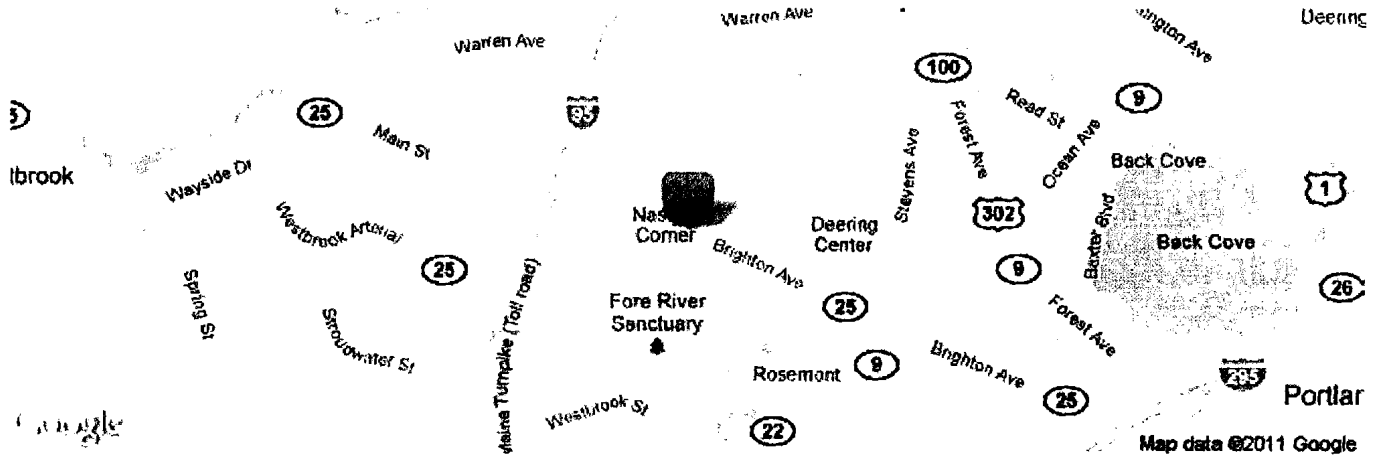 Warren Ave
Warren Ave
Deering
100
25
Main St
95
Read St
9
Forest Ave
Ocean Ave
Stevens Ave
Back Cove
1
Wayside Dr
302
Westbrook Arterial
Corner
Deering
Center
Baxter Blvd
Back Cove
25
Brighton Ave
9
26
Spring St
Fore River
Sanctuary
25
Forest Ave
Stroudwater St
Maine Turnpike (Toll road)
Rosemont
9
Brighton Ave
295
Westbrook St
22
25
Map data ©2011 Google